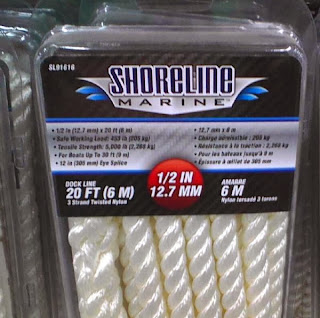 SL91616
SHORELINE
MARINE
• 1/2 in (12.7 mm) x 20 ft (6 m)
• Safe Working Load: 453 lb (205 kg)
• Tensile Strength: 5,000 lb (2,268 kg)
• For Boats Up To 30 ft (9 m)
• 12 in (305 mm) Eye Splice
• 12,7 mm x 6 m
• Charge admissible: kg
• Résistance à la traction : 2,268 kg
• Pour les bateaux jusqu'à 9 m
• Épissure à œillet de 305 mm
DOCK LINE
20 FT (6 M)
3 Strand Twisted Nylon
1/2 IN
12.7 MM
AMARRE
6 M
Nylon torsadé 3 torons